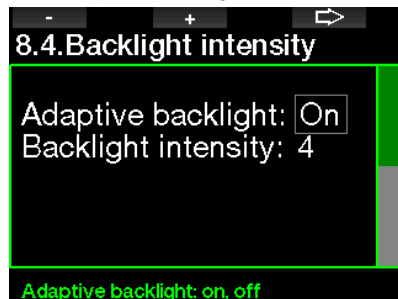 - +
8.4.Backlight intensity
Adaptive backlight: On
Backlight intensity: 4
Adaptive backlight: on, off